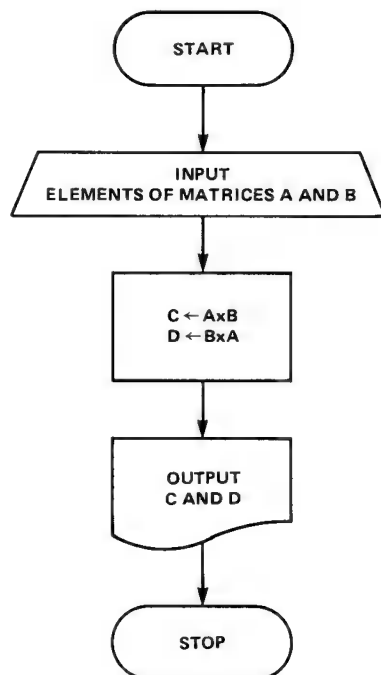 START
INPUT
ELEMENTS OF MATRICES A AND B
C ← AxB
D ← BxA
OUTPUT
C AND D
STOP